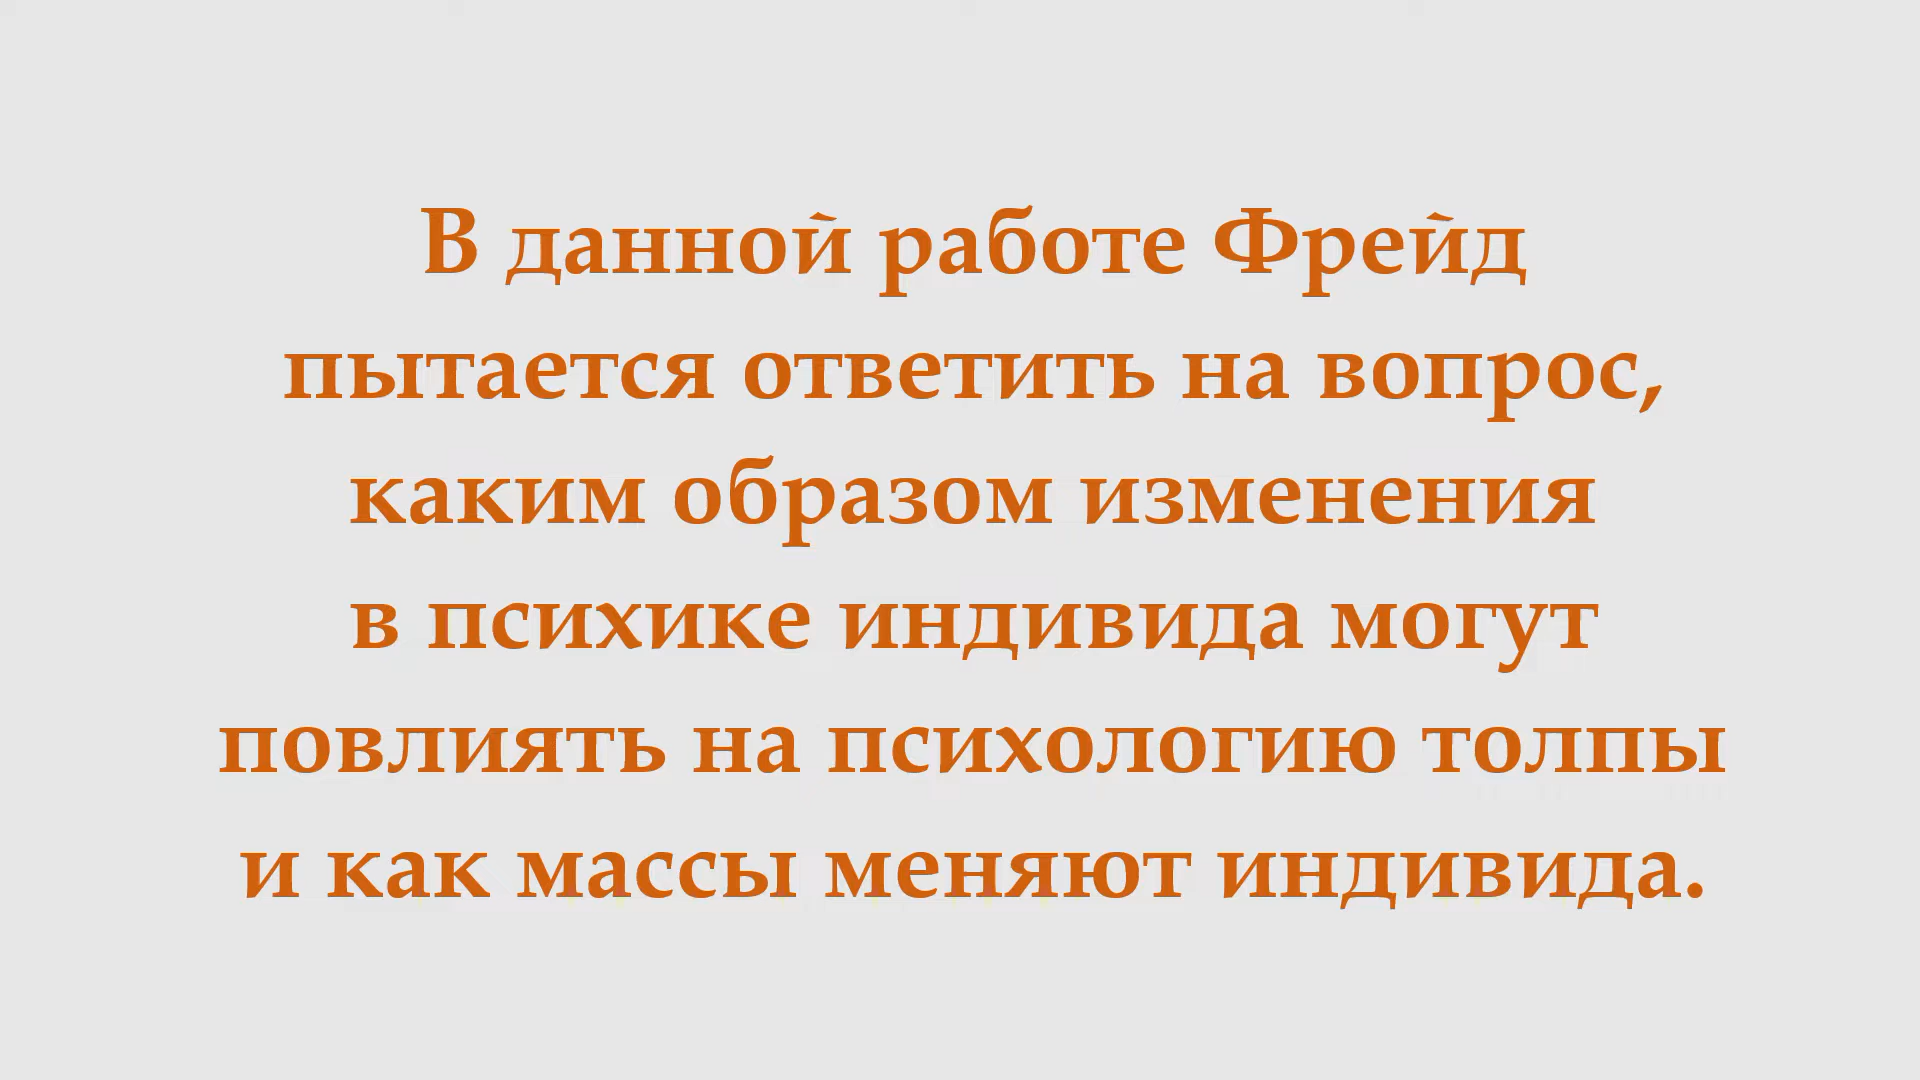 В данной работе Фрейд
пытается ответить на вопрос,
каким образом изменения
в психике индивида могут
повлиять на психологию толпы
и как массы меняют индивида.